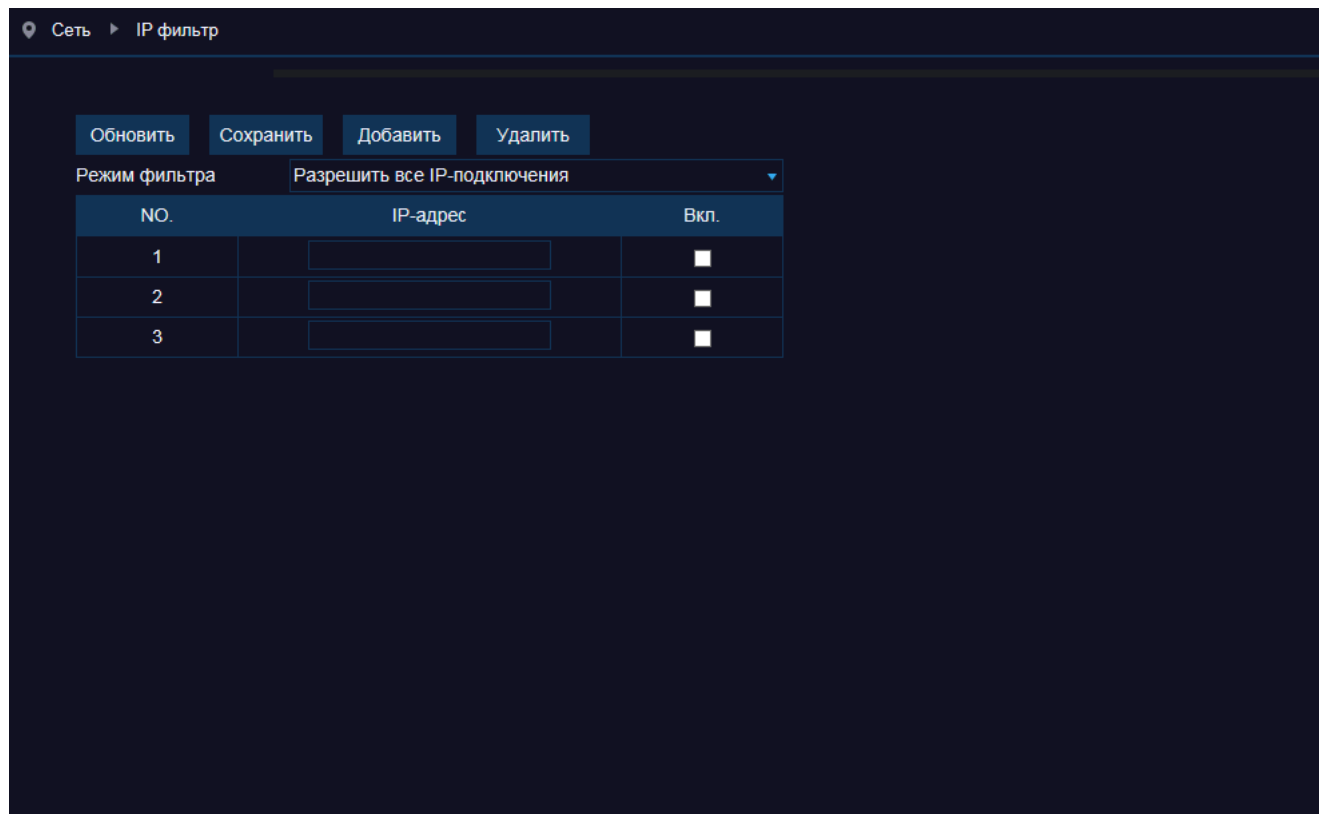 Сеть IP фильтр
Обновить Сохранить Добавить Удалить
Режим фильтра Разрешить все IP-подключения
NO. IP-адрес Вкл.
1
2
3